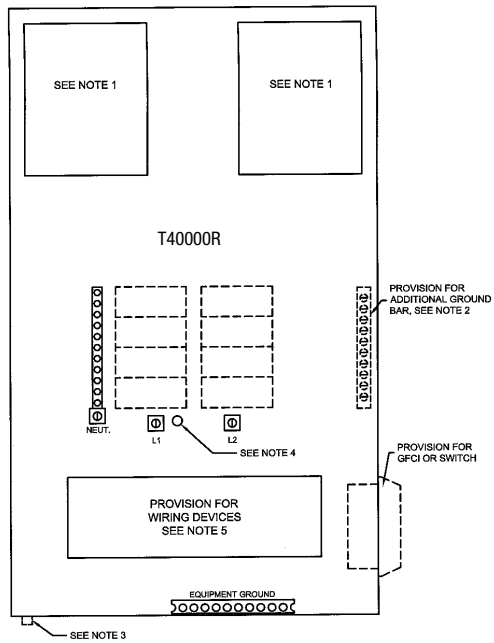 SEE NOTE 1
SEE NOTE 1
T40000R
PROVISION FOR
ADDITIONAL GROUND
BAR, SEE NOTE 2
NEUT.
L1
L2
SEE NOTE 4
PROVISION FOR
GFCI OR SWITCH
PROVISION FOR
WIRING DEVICES
SEE NOTE 5
EQUIPMENT GROUND
SEE NOTE 3